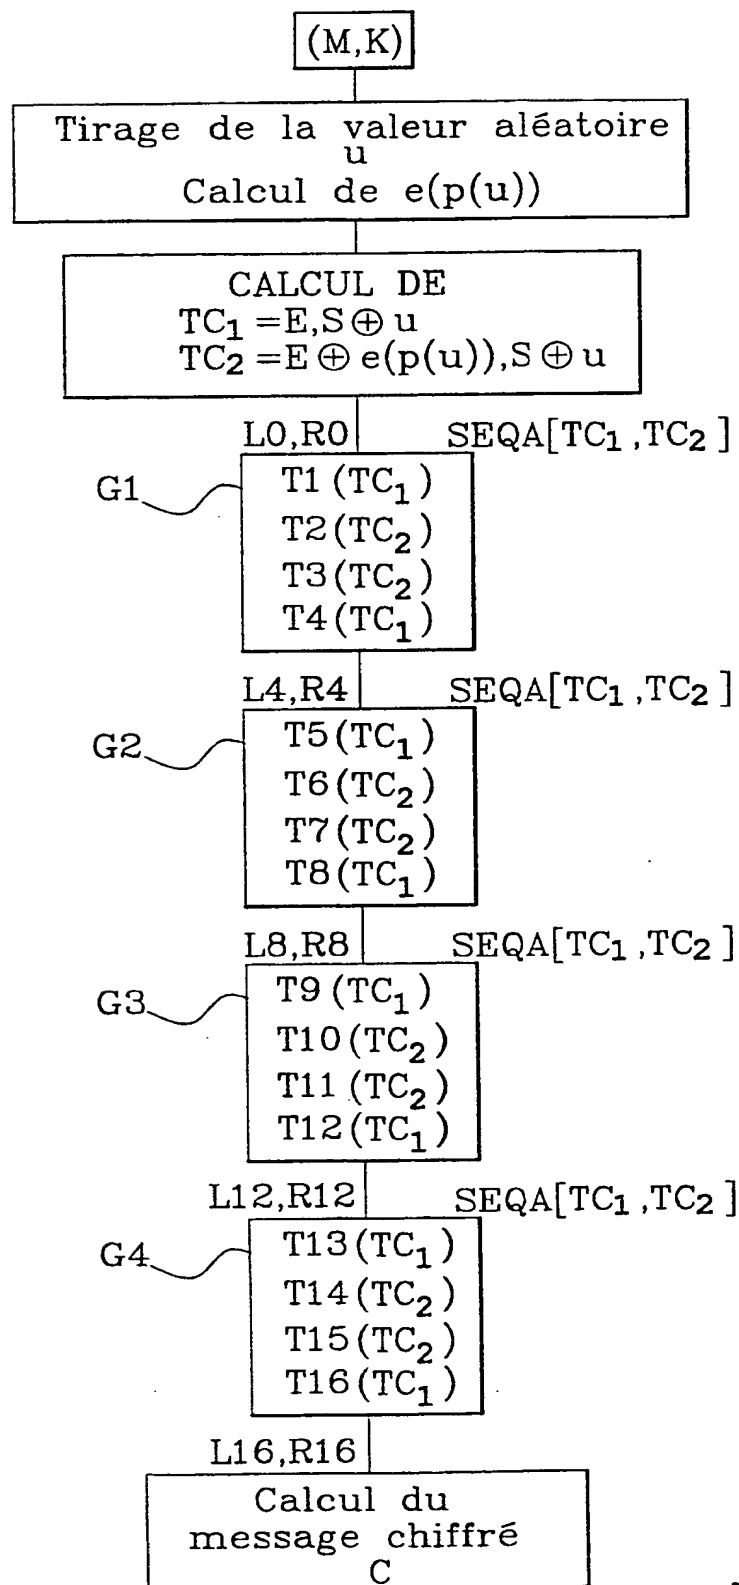 (M,K)
Tirage de la valeur aléatoire
u
Calcul de e(p(u))
CALCUL DE
TC₁ =E,S⊕u
TC₂ =E⊕e(p(u)),S⊕u
L0,R0 SEQA[TC₁,TC₂]
G1
T1(TC₁)
T2(TC₂)
T3(TC₂)
T4(TC₁)
L4,R4 SEQA[TC₁,TC₂]
G2
T5(TC₁)
T6(TC₂)
T7(TC₂)
T8(TC₁)
L8,R8 SEQA[TC₁,TC₂]
G3
T9(TC₁)
T10(TC₂)
T11(TC₂)
T12(TC₁)
L12,R12 SEQA[TC₁,TC₂]
G4
T13(TC₁)
T14(TC₂)
T15(TC₂)
T16(TC₁)
L16,R16
Calcul du
message chiffré
C